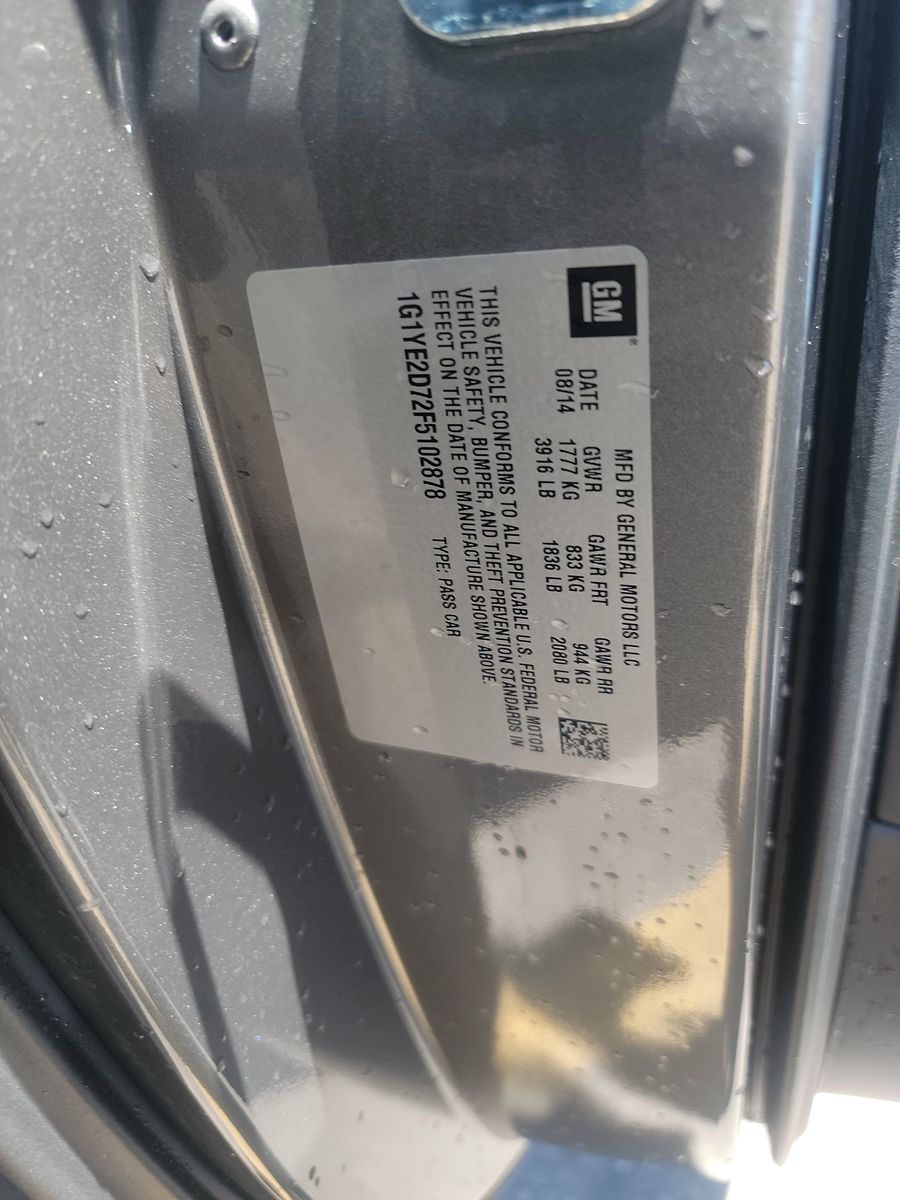 GM
MFD BY GENERAL MOTORS LLC
DATE GVWR GAWR FRT GAWR RR
08/14 1777 KG 833 KG 944 KG
3916 LB 1836 LB 2080 LB
THIS VEHICLE CONFORMS TO ALL APPLICABLE U.S. FEDERAL MOTOR
VEHICLE SAFETY, BUMPER, AND THEFT PREVENTION STANDARDS IN
EFFECT ON THE DATE OF MANUFACTURE SHOWN ABOVE.
1G1YE2D72F5102878 TYPE: PASS CAR